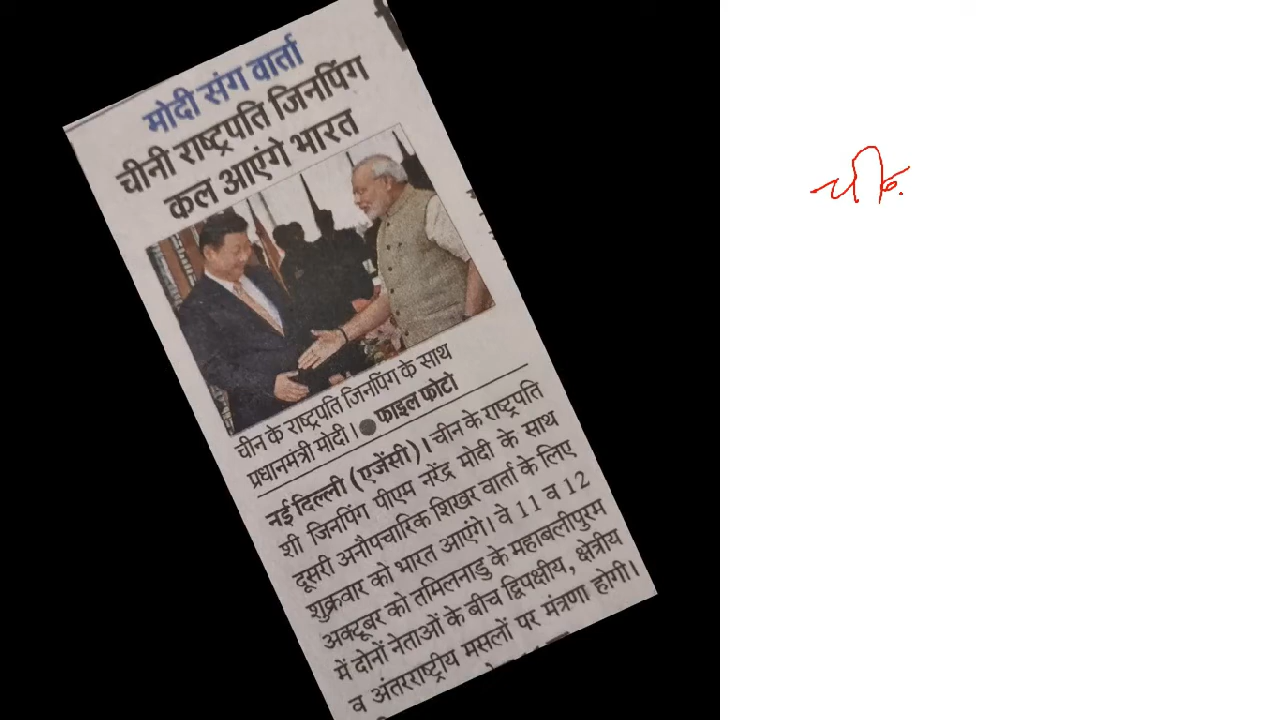 मोदी संग वार्ता
चीनी राष्ट्रपति जिनपिंग
कल आएंगे भारत
चीन के राष्ट्रपति जिनपिंग के साथ
प्रधानमंत्री मोदी। ●फाइल फोटो
नई दिल्ली (एजेंसी)। चीन के राष्ट्रपति
शी जिनपिंग पीएम नरेंद्र मोदी के साथ
दूसरी अनौपचारिक शिखर वार्ता के लिए
शुक्रवार को भारत आएंगे। वे 11 व 12
अक्टूबर को तमिलनाडु के महाबलीपुरम
में दोनों नेताओं के बीच द्विपक्षीय, क्षेत्रीय
व अंतरराष्ट्रीय मसलों पर मंत्रणा होगी।